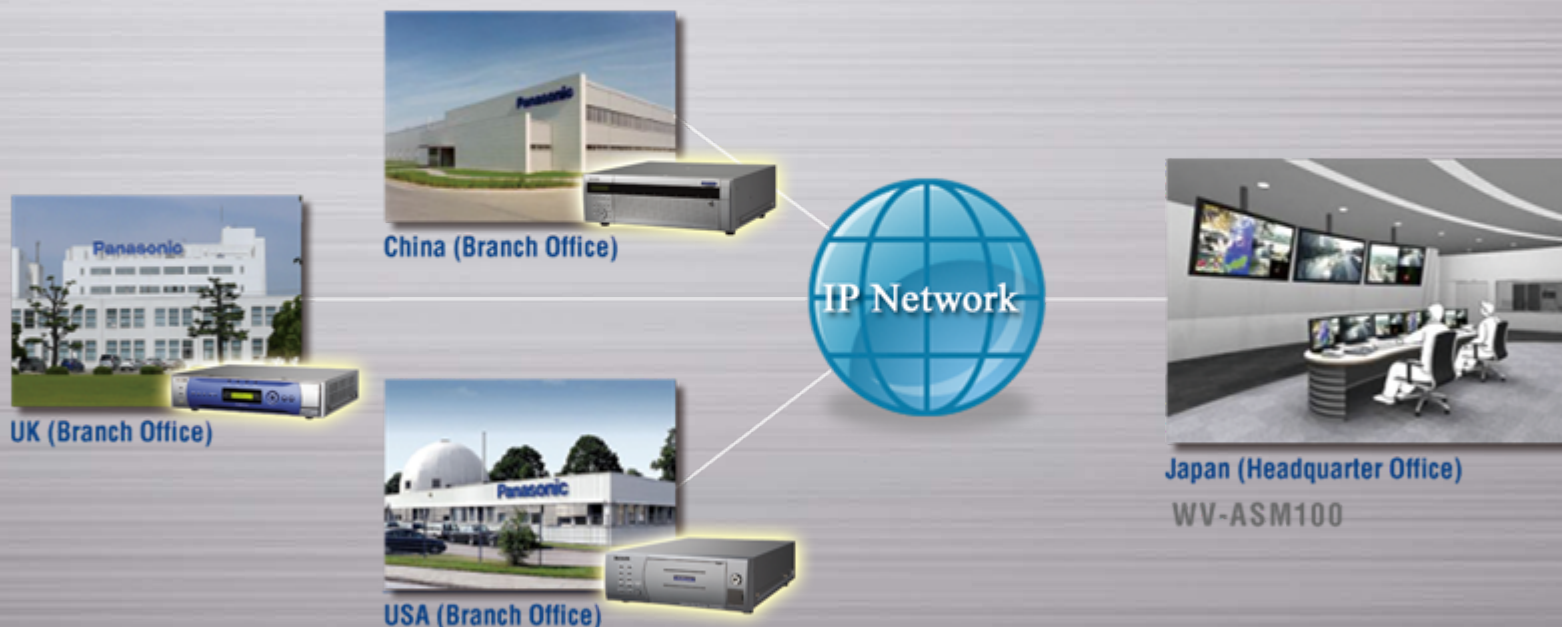 Panasonic
China (Branch Office)
Panasonic
UK (Branch Office)
IP Network
Panasonic
USA (Branch Office)
Japan (Headquarter Office)
WV-ASM100